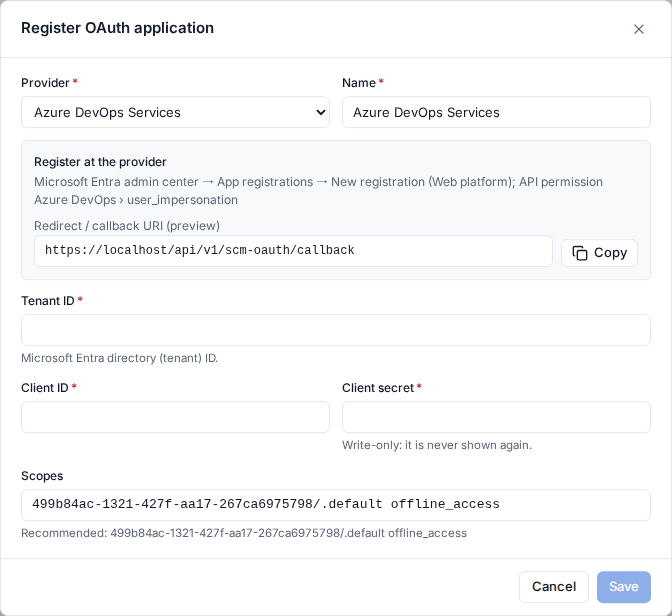 Register OAuth application
Provider * Name *
Azure DevOps Services Azure DevOps Services
Register at the provider
Microsoft Entra admin center → App registrations → New registration (Web platform); API permission
Azure DevOps › user_impersonation
Redirect / callback URI (preview)
https://localhost/api/v1/scm-oauth/callback Copy
Tenant ID *
Microsoft Entra directory (tenant) ID.
Client ID * Client secret *
Write-only: it is never shown again.
Scopes
499b84ac-1321-427f-aa17-267ca6975798/.default offline_access
Recommended: 499b84ac-1321-427f-aa17-267ca6975798/.default offline_access
Cancel Save